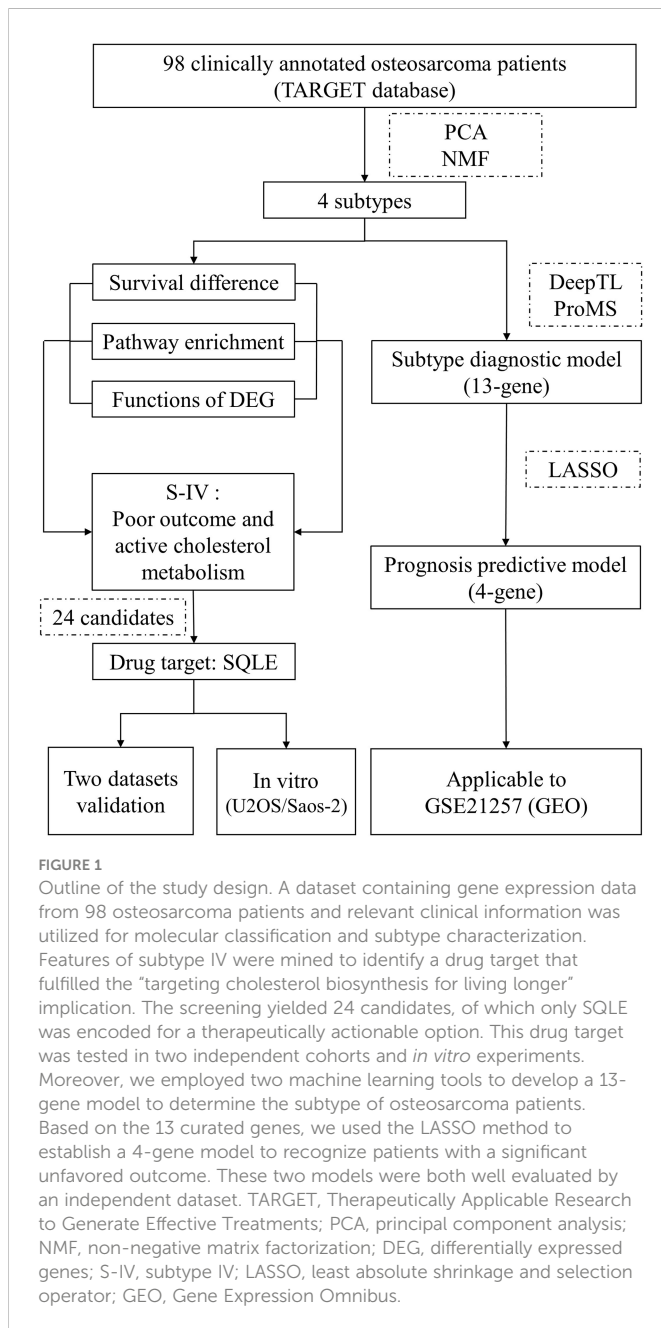 98 clinically annotated osteosarcoma patients
(TARGET database)
PCA
NMF
4 subtypes
Survival difference
Pathway enrichment
Functions of DEG
DeepTL
ProMS
Subtype diagnostic model
(13-gene)
LASSO
S-IV :
Poor outcome and
active cholesterol
metabolism
Prognosis predictive model
(4-gene)
24 candidates
Drug target: SQLE
Two datasets
validation
In vitro
(U2OS/Saos-2)
Applicable to
GSE21257 (GEO)
FIGURE 1
Outline of the study design. A dataset containing gene expression data
from 98 osteosarcoma patients and relevant clinical information was
utilized for molecular classification and subtype characterization.
Features of subtype IV were mined to identify a drug target that
fulfilled the “targeting cholesterol biosynthesis for living longer”
implication. The screening yielded 24 candidates, of which only SQLE
was encoded for a therapeutically actionable option. This drug target
was tested in two independent cohorts and in vitro experiments.
Moreover, we employed two machine learning tools to develop a 13-
gene model to determine the subtype of osteosarcoma patients.
Based on the 13 curated genes, we used the LASSO method to
establish a 4-gene model to recognize patients with a significant
unfavored outcome. These two models were both well evaluated by
an independent dataset. TARGET, Therapeutically Applicable Research
to Generate Effective Treatments; PCA, principal component analysis;
NMF, non-negative matrix factorization; DEG, differentially expressed
genes; S-IV, subtype IV; LASSO, least absolute shrinkage and selection
operator; GEO, Gene Expression Omnibus.